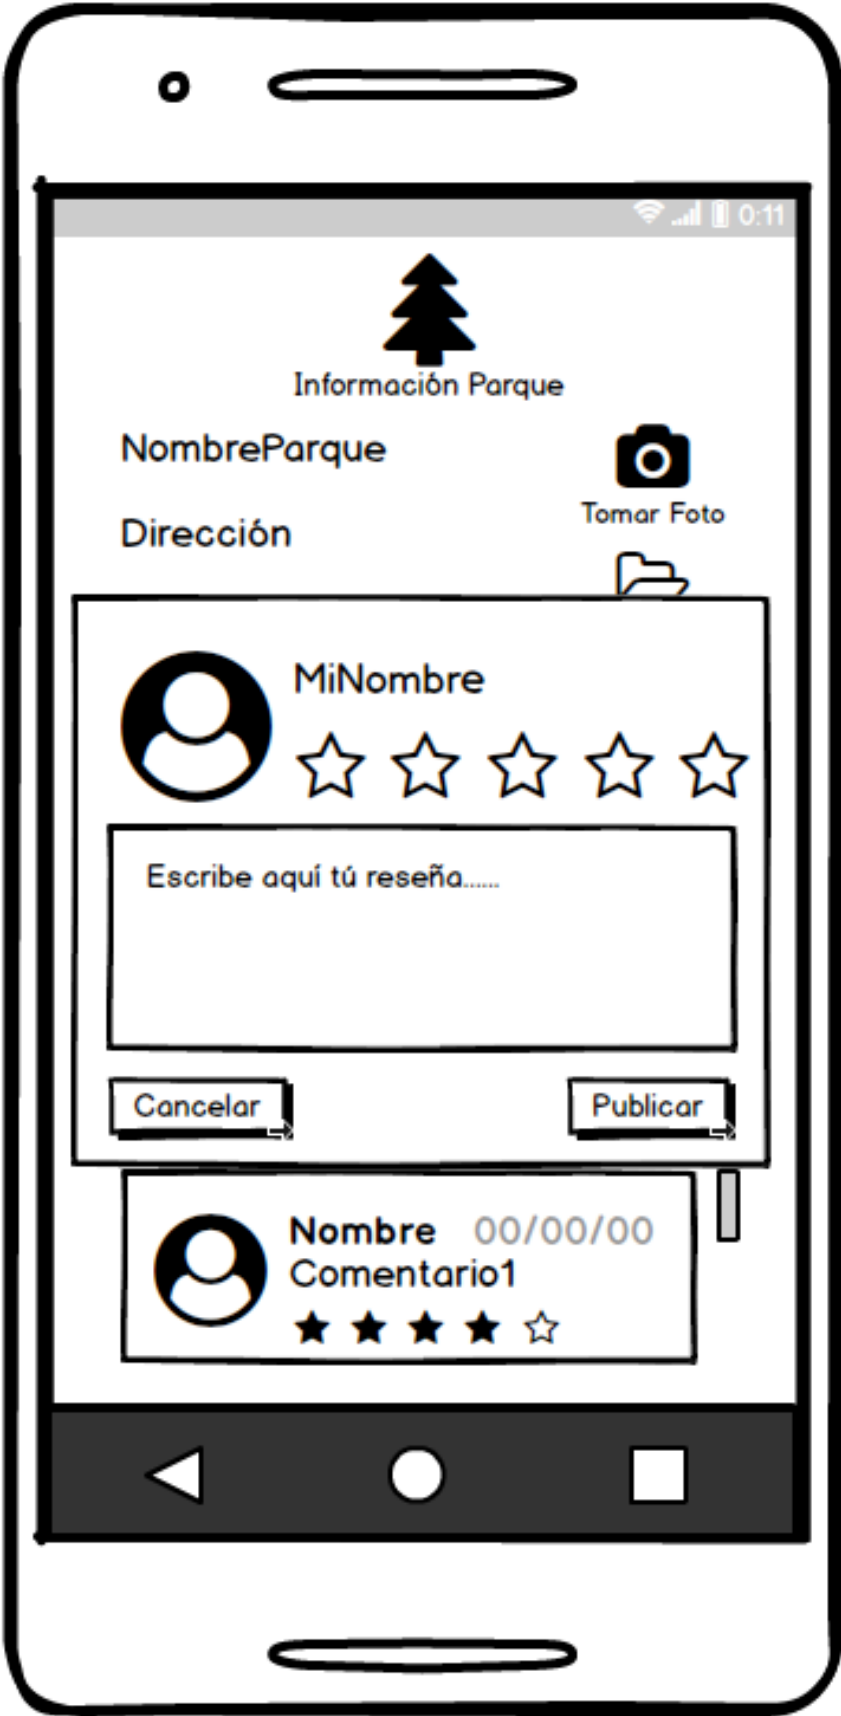 0:11
Información Parque
NombreParque
Tomar Foto
Dirección
MiNombre
Escribe aquí tú reseña......
Cancelar
Publicar
Nombre 00/00/00
Comentario1